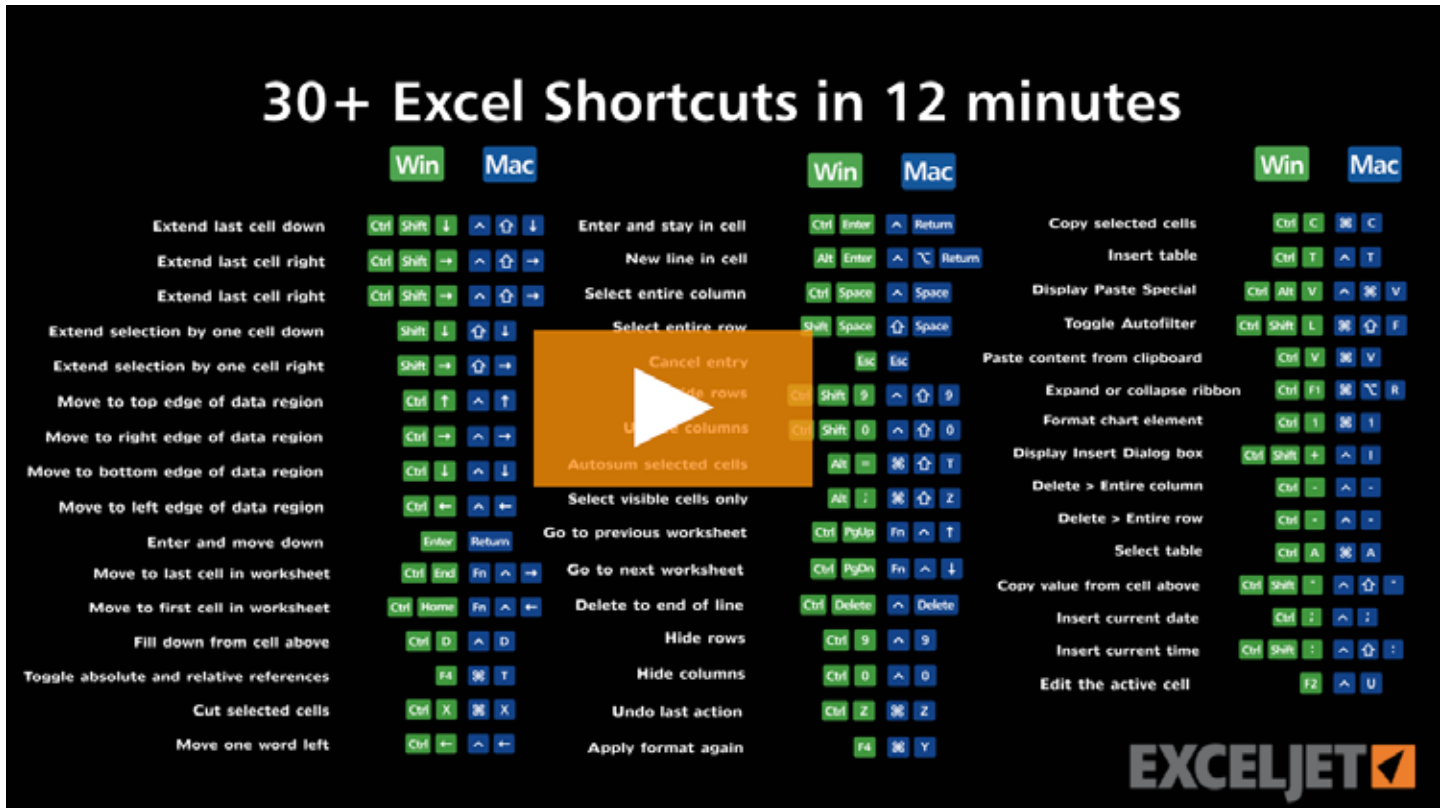 30+ Excel Shortcuts in 12 minutes
Win Mac
Extend last cell down Ctrl Shift ↓ ^ ⇧ ↓
Extend last cell right Ctrl Shift → ^ ⇧ →
Extend last cell right Ctrl Shift → ^ ⇧ →
Extend selection by one cell down Shift ↓ ⇧ ↓
Extend selection by one cell right Shift → ⇧ →
Move to top edge of data region Ctrl ↑ ^ ↑
Move to right edge of data region Ctrl → ^ →
Move to bottom edge of data region Ctrl ↓ ^ ↓
Move to left edge of data region Ctrl ← ^ ←
Enter and move down Enter Return
Move to last cell in worksheet Ctrl End Fn ^ →
Move to first cell in worksheet Ctrl Home Fn ^ ←
Fill down from cell above Ctrl D ^ D
Toggle absolute and relative references F4 ⌘ T
Cut selected cells Ctrl X ⌘ X
Move one word left Ctrl ← ^ ←
Win Mac
Enter and stay in cell Ctrl Enter ^ Return
New line in cell Alt Enter ^ ⌥ Return
Select entire column Ctrl Space ^ Space
Select entire row Shift Space ⇧ Space
Cancel entry Esc Esc
rows Ctrl Shift 9 ^ ⇧ 9
columns Ctrl Shift 0 ^ ⇧ 0
Autosum selected cells Alt = ⌘ ⇧ T
Select visible cells only Alt ; ⌘ ⇧ Z
Go to previous worksheet Ctrl PgUp Fn ^ ↑
Go to next worksheet Ctrl PgDn Fn ^ ↓
Delete to end of line Ctrl Delete ^ Delete
Hide rows Ctrl 9 ^ 9
Hide columns Ctrl 0 ^ 0
Undo last action Ctrl Z ⌘ Z
Apply format again F4 ⌘ Y
Win Mac
Copy selected cells Ctrl C ⌘ C
Insert table Ctrl T ^ T
Display Paste Special Ctrl Alt V ^ ⌘ V
Toggle Autofilter Ctrl Shift L ⌘ ⇧ F
Paste content from clipboard Ctrl V ⌘ V
Expand or collapse ribbon Ctrl F1 ⌘ ⌥ R
Format chart element Ctrl 1 ⌘ 1
Display Insert Dialog box Ctrl Shift + ^ I
Delete > Entire column Ctrl - ^ -
Delete > Entire row Ctrl - ^ -
Select table Ctrl A ⌘ A
Copy value from cell above Ctrl Shift " ^ ⇧ "
Insert current date Ctrl ; ^ ;
Insert current time Ctrl Shift : ^ ⇧ :
Edit the active cell F2 ^ U
EXCELJET